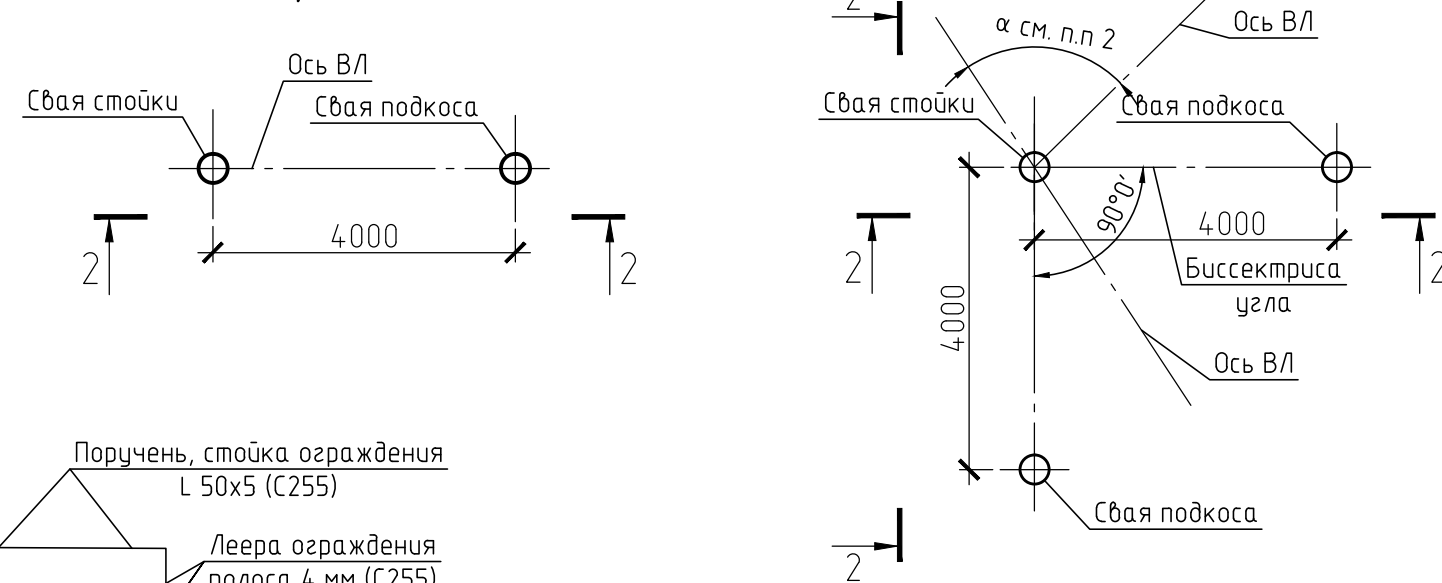 Ось ВЛ
Свая стойки
Свая подкоса
4000
2
2
Поручень, стойка ограждения
L 50х5 (С255)
Леера ограждения
полоса 4 мм (С255)
2
α см. п.п 2
Ось ВЛ
Свая стойки
Свая подкоса
90°0′
4000
2
2
Биссектриса
угла
4000
Ось ВЛ
Свая подкоса
2